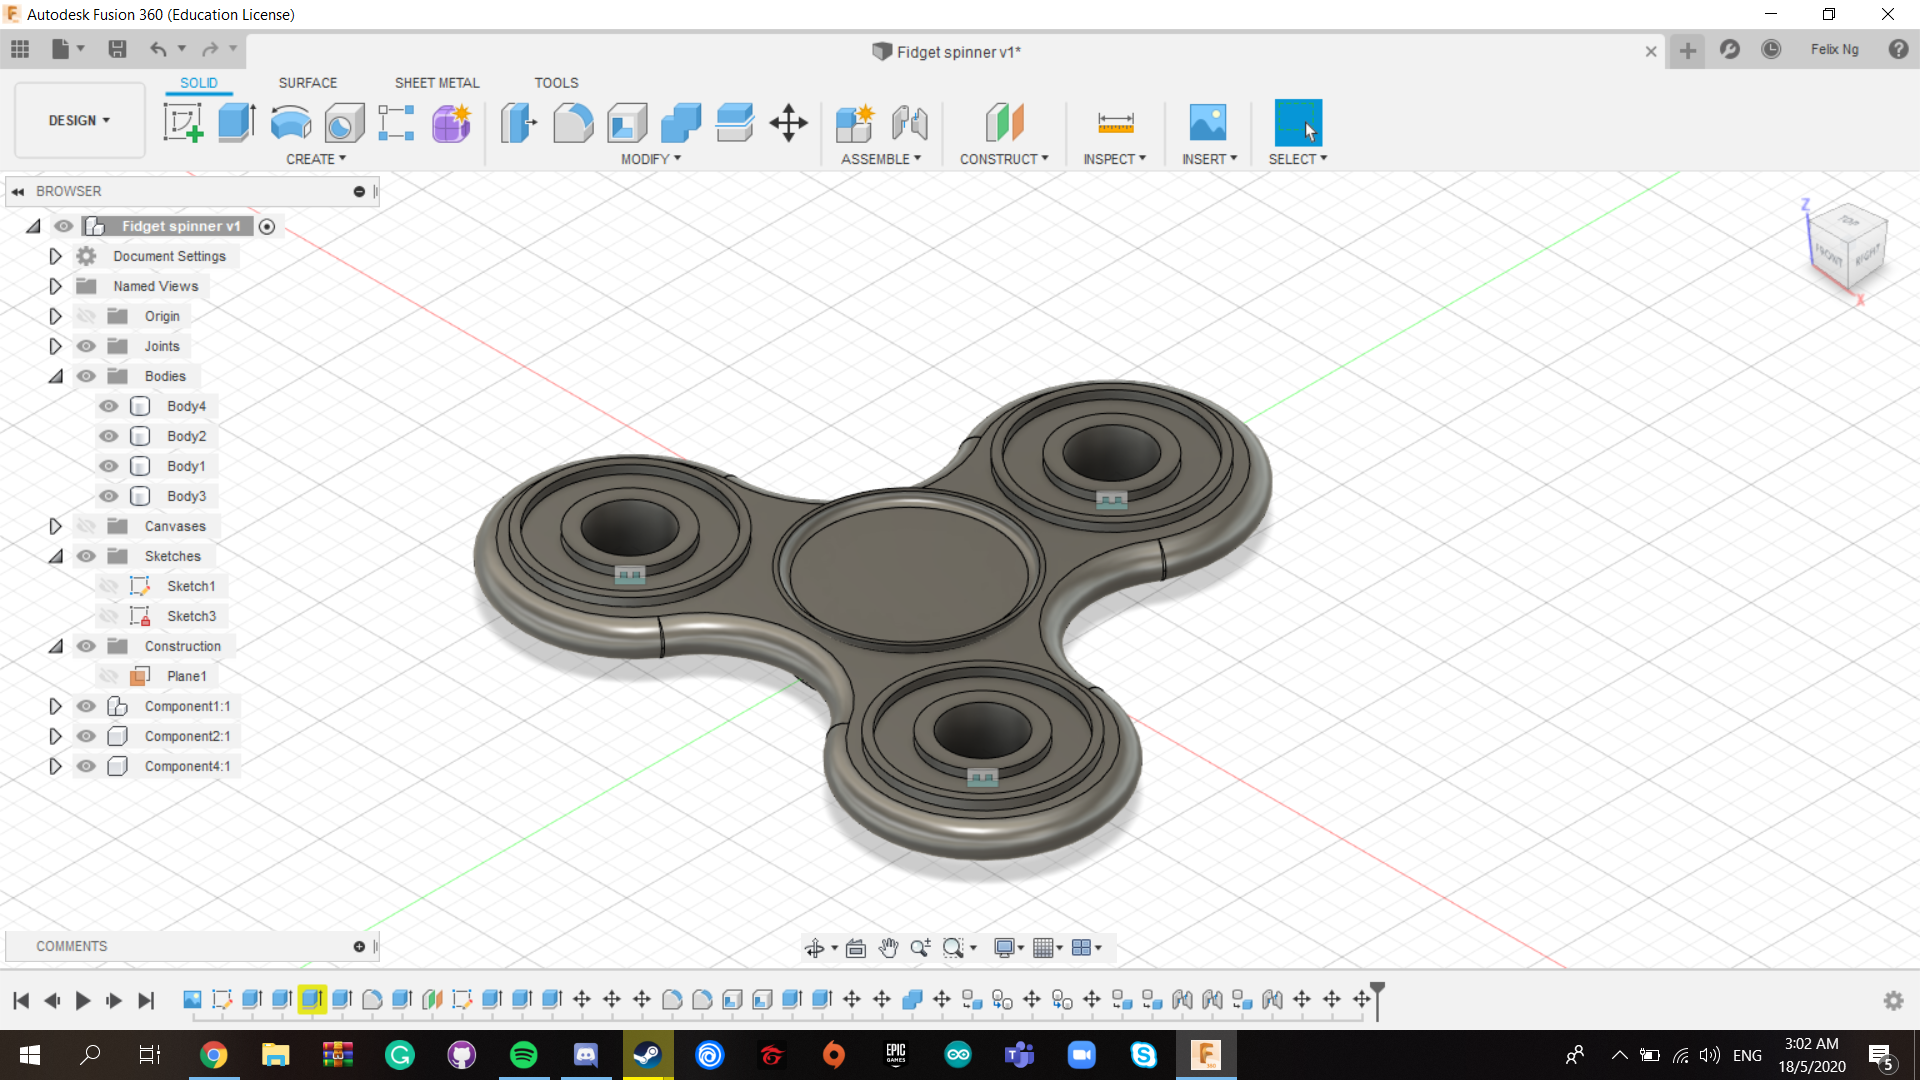 Autodesk Fusion 360 (Education License)
Fidget spinner v1*
Felix Ng
SOLID
SURFACE
SHEET METAL
TOOLS
DESIGN
CREATE
MODIFY
ASSEMBLE
CONSTRUCT
INSPECT
INSERT
SELECT
BROWSER
Fidget spinner v1
Document Settings
Named Views
Origin
Joints
Bodies
Body4
Body2
Body1
Body3
Canvases
Sketches
Sketch1
Sketch3
Construction
Plane1
Component1:1
Component2:1
Component4:1
Z
TOP
FRONT
RIGHT
X
COMMENTS
EPIC
GAMES
ENG
3:02 AM
18/5/2020
5